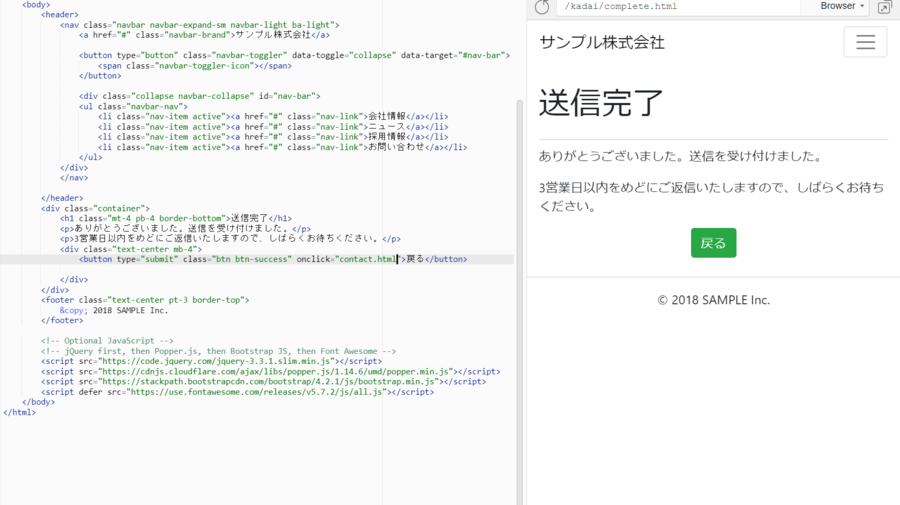 <body>
<header>
<nav class="navbar navbar-expand-sm navbar-light ba-light">
<a href="#" class="navbar-brand">サンプル株式会社</a>
<button type="button" class="navbar-toggler" data-toggle="collapse" data-target="#nav-bar">
<span class="navbar-toggler-icon"></span>
</button>
<div class="collapse navbar-collapse" id="nav-bar">
<ul class="navbar-nav">
<li class="nav-item active"><a href="#" class="nav-link">会社情報</a></li>
<li class="nav-item active"><a href="#" class="nav-link">ニュース</a></li>
<li class="nav-item active"><a href="#" class="nav-link">採用情報</a></li>
<li class="nav-item active"><a href="#" class="nav-link">お問い合わせ</a></li>
</ul>
</div>
</nav>
</header>
<div class="container">
<h1 class="mt-4 pb-4 border-bottom">送信完了</h1>
<p>ありがとうございました。送信を受け付けました。</p>
<p>3営業日以内をめどにご返信いたしますので、しばらくお待ちください。</p>
<div class="text-center mb-4">
<button type="submit" class="btn btn-success" onclick="contact.html">戻る</button>
</div>
</div>
<footer class="text-center pt-3 border-top">
&copy; 2018 SAMPLE Inc.
</footer>
<!-- Optional JavaScript -->
<!-- jQuery first, then Popper.js, then Bootstrap JS, then Font Awesome -->
<script src="https://code.jquery.com/jquery-3.3.1.slim.min.js"></script>
<script src="https://cdnjs.cloudflare.com/ajax/libs/popper.js/1.14.6/umd/popper.min.js"></script>
<script src="https://stackpath.bootstrapcdn.com/bootstrap/4.2.1/js/bootstrap.min.js"></script>
<script defer src="https://use.fontawesome.com/releases/v5.7.2/js/all.js"></script>
</body>
</html>
/kadai/complete.html
Browser
サンプル株式会社
送信完了
ありがとうございました。送信を受け付けました。
3営業日以内をめどにご返信いたしますので、しばらくお待ち
ください。
戻る
© 2018 SAMPLE Inc.